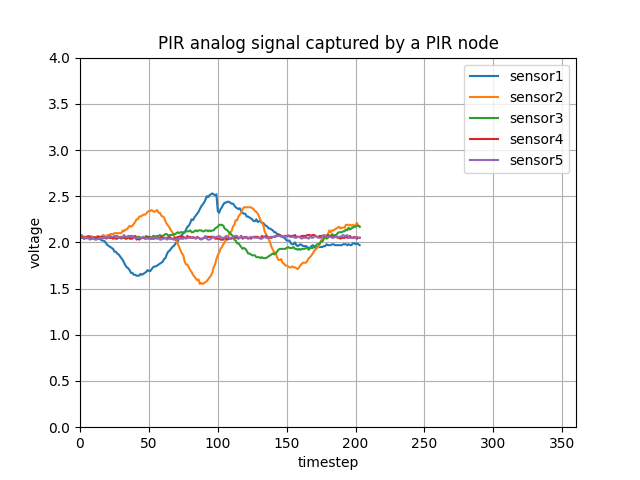 PIR analog signal captured by a PIR node
4.0
3.5
3.0
2.5
2.0
1.5
1.0
0.5
0.0
voltage
0 50 100 150 200 250 300 350
timestep
sensor1
sensor2
sensor3
sensor4
sensor5